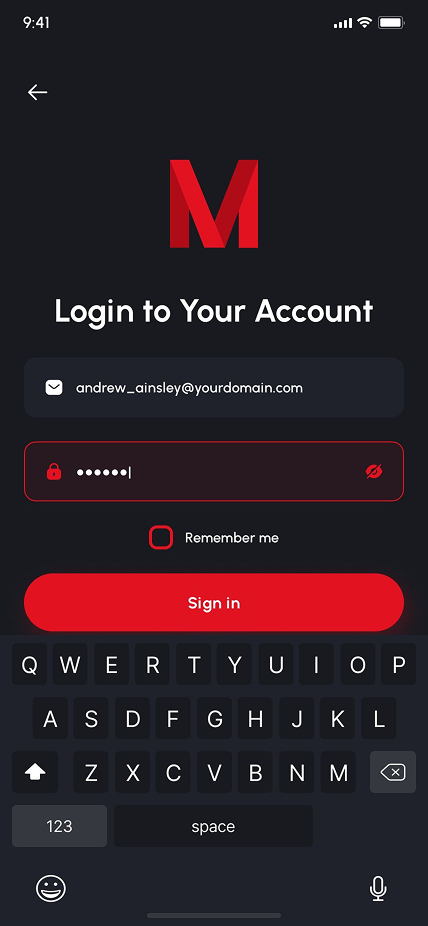 9:41
M
Login to Your Account
andrew_ainsley@yourdomain.com
••••••|
Remember me
Sign in
Q W E R T Y U I O P
A S D F G H J K L
Z X C V B N M
123 space